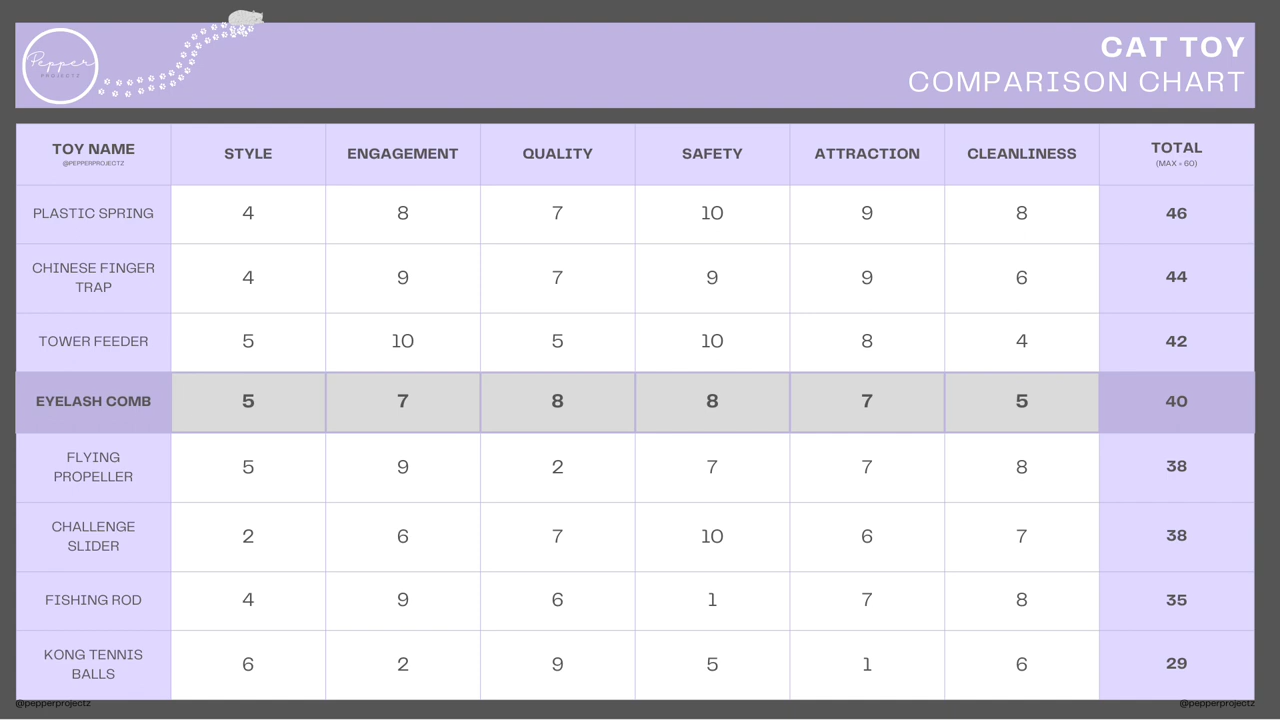 Pepper
PROJECTZ
CAT TOY
COMPARISON CHART
TOY NAME
@PEPPERPROJECTZ
STYLE
ENGAGEMENT
QUALITY
SAFETY
ATTRACTION
CLEANLINESS
TOTAL
(MAX = 60)
PLASTIC SPRING 4 8 7 10 9 8 46
CHINESE FINGER
TRAP
4 9 7 9 9 6 44
TOWER FEEDER 5 10 5 10 8 4 42
EYELASH COMB 5 7 8 8 7 5 40
FLYING
PROPELLER
5 9 2 7 7 8 38
CHALLENGE
SLIDER
2 6 7 10 6 7 38
FISHING ROD 4 9 6 1 7 8 35
KONG TENNIS
BALLS
6 2 9 5 1 6 29
@pepperprojectz
@pepperprojectz